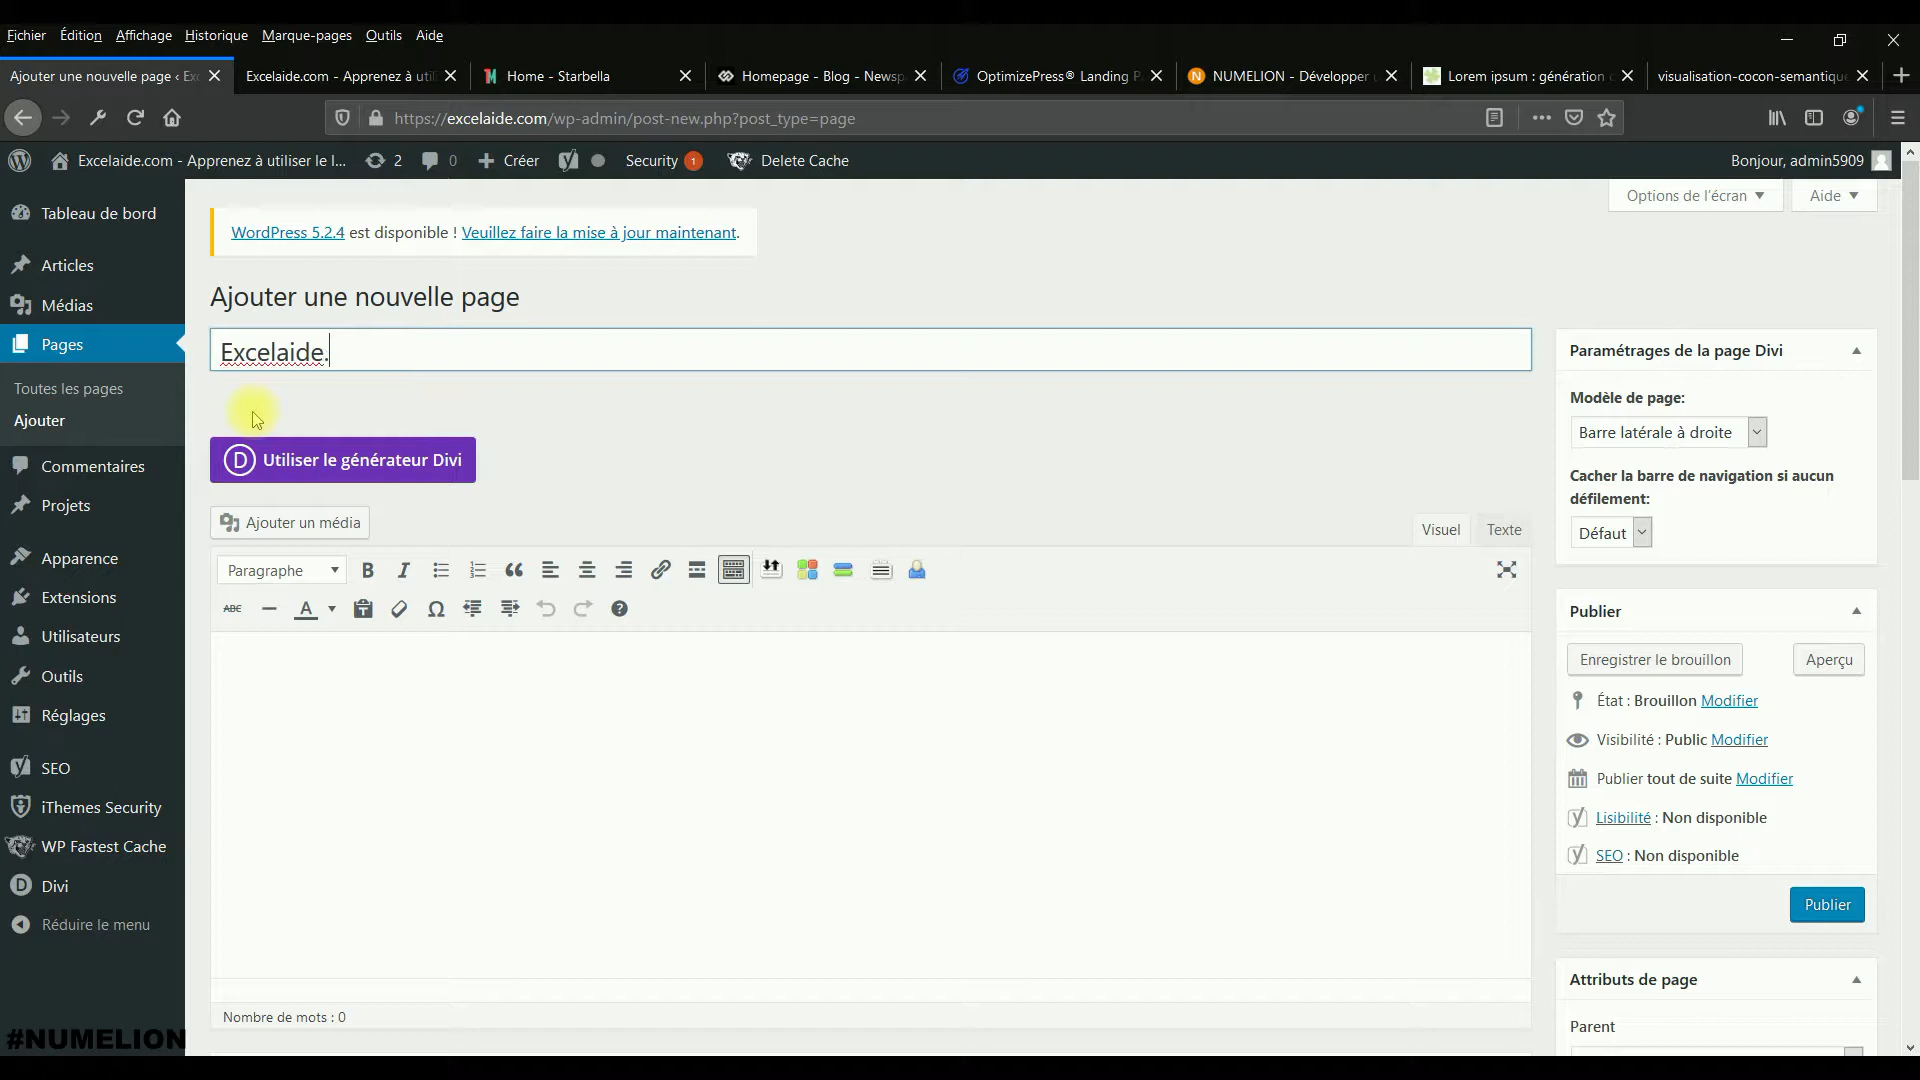 Fichier Édition Affichage Historique Marque-pages Outils Aide
Ajouter une nouvelle page ‹ Exc
Excelaide.com - Apprenez à util
Home - Starbella
Homepage - Blog - Newsp
OptimizePress® Landing P
NUMELION - Développer
Lorem ipsum : génération
visualisation-cocon-semantique
https://excelaide.com/wp-admin/post-new.php?post_type=page
Excelaide.com - Apprenez à utiliser le l... 2 0 Créer Security 1 Delete Cache Bonjour, admin5909
Options de l'écran Aide
Tableau de bord
Articles
Médias
Pages
Toutes les pages
Ajouter
Commentaires
Projets
Apparence
Extensions
Utilisateurs
Outils
Réglages
SEO
iThemes Security
WP Fastest Cache
Divi
Réduire le menu
#NUMELION
WordPress 5.2.4 est disponible ! Veuillez faire la mise à jour maintenant.
Ajouter une nouvelle page
Excelaide.
D Utiliser le générateur Divi
Ajouter un média
Visuel Texte
Paragraphe B I
ABC A
Nombre de mots : 0
Paramétrages de la page Divi
Modèle de page:
Barre latérale à droite
Cacher la barre de navigation si aucun
défilement:
Défaut
Publier
Enregistrer le brouillon Aperçu
État : Brouillon Modifier
Visibilité : Public Modifier
Publier tout de suite Modifier
Lisibilité : Non disponible
SEO : Non disponible
Publier
Attributs de page
Parent